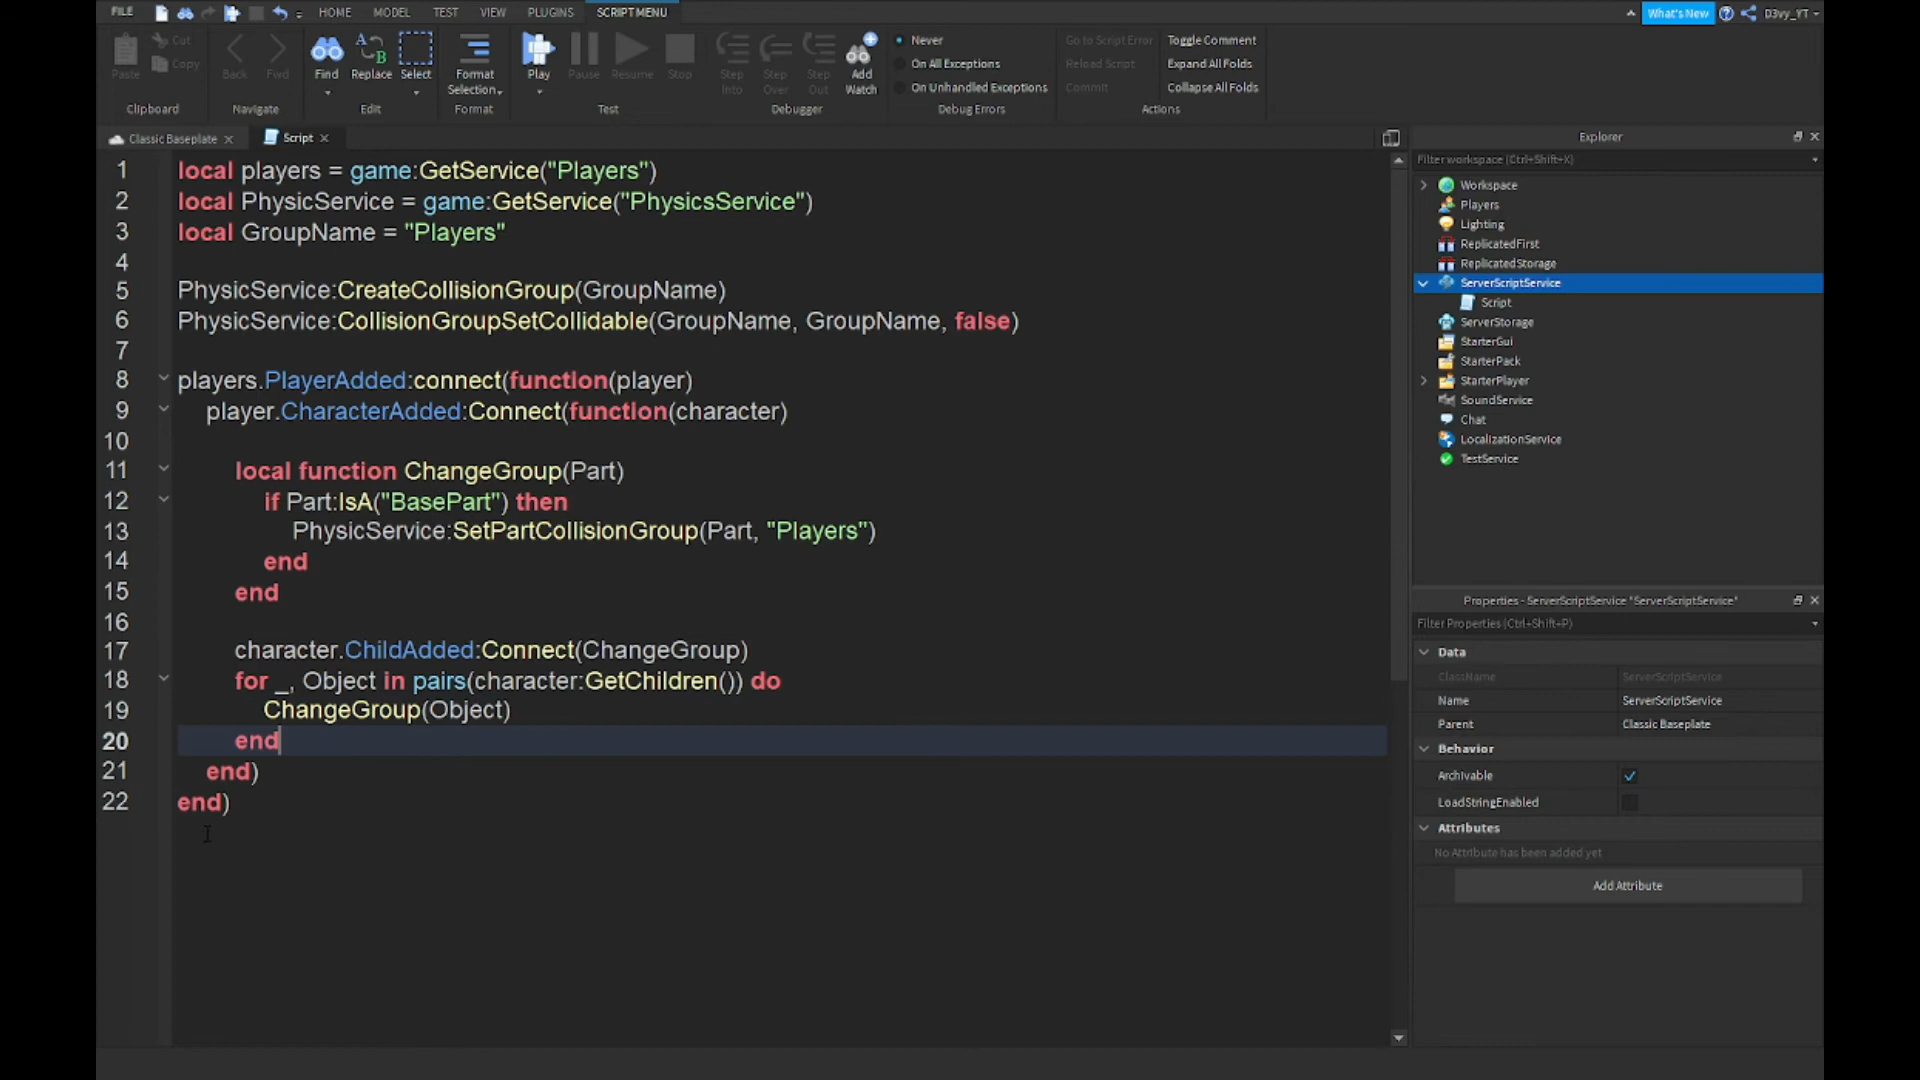 FILE HOME MODEL TEST VIEW PLUGINS SCRIPT MENU What's New D3vy_YT
Cut
Copy
Paste Back Fwd Find Replace Select Format Selection Play Pause Resume Stop Step Into Step Over Step Out Add Watch
Never
On All Exceptions
On Unhandled Exceptions
Go to Script Error
Reload Script
Commit
Toggle Comment
Expand All Folds
Collapse All Folds
Clipboard Navigate Edit Format Test Debugger Debug Errors Actions
Classic Baseplate Script
1 local players = game:GetService("Players")
2 local PhysicService = game:GetService("PhysicsService")
3 local GroupName = "Players"
4
5 PhysicService:CreateCollisionGroup(GroupName)
6 PhysicService:CollisionGroupSetCollidable(GroupName, GroupName, false)
7
8 players.PlayerAdded:connect(function(player)
9 player.CharacterAdded:Connect(function(character)
10
11 local function ChangeGroup(Part)
12 if Part:IsA("BasePart") then
13 PhysicService:SetPartCollisionGroup(Part, "Players")
14 end
15 end
16
17 character.ChildAdded:Connect(ChangeGroup)
18 for _, Object in pairs(character:GetChildren()) do
19 ChangeGroup(Object)
20 end
21 end)
22 end)
Explorer
Filter workspace (Ctrl+Shift+X)
Workspace
Players
Lighting
ReplicatedFirst
ReplicatedStorage
ServerScriptService
Script
ServerStorage
StarterGui
StarterPack
StarterPlayer
SoundService
Chat
LocalizationService
TestService
Properties - ServerScriptService "ServerScriptService"
Filter Properties (Ctrl+Shift+P)
Data
ClassName ServerScriptService
Name ServerScriptService
Parent Classic Baseplate
Behavior
Archivable
LoadStringEnabled
Attributes
No Attribute has been added yet
Add Attribute